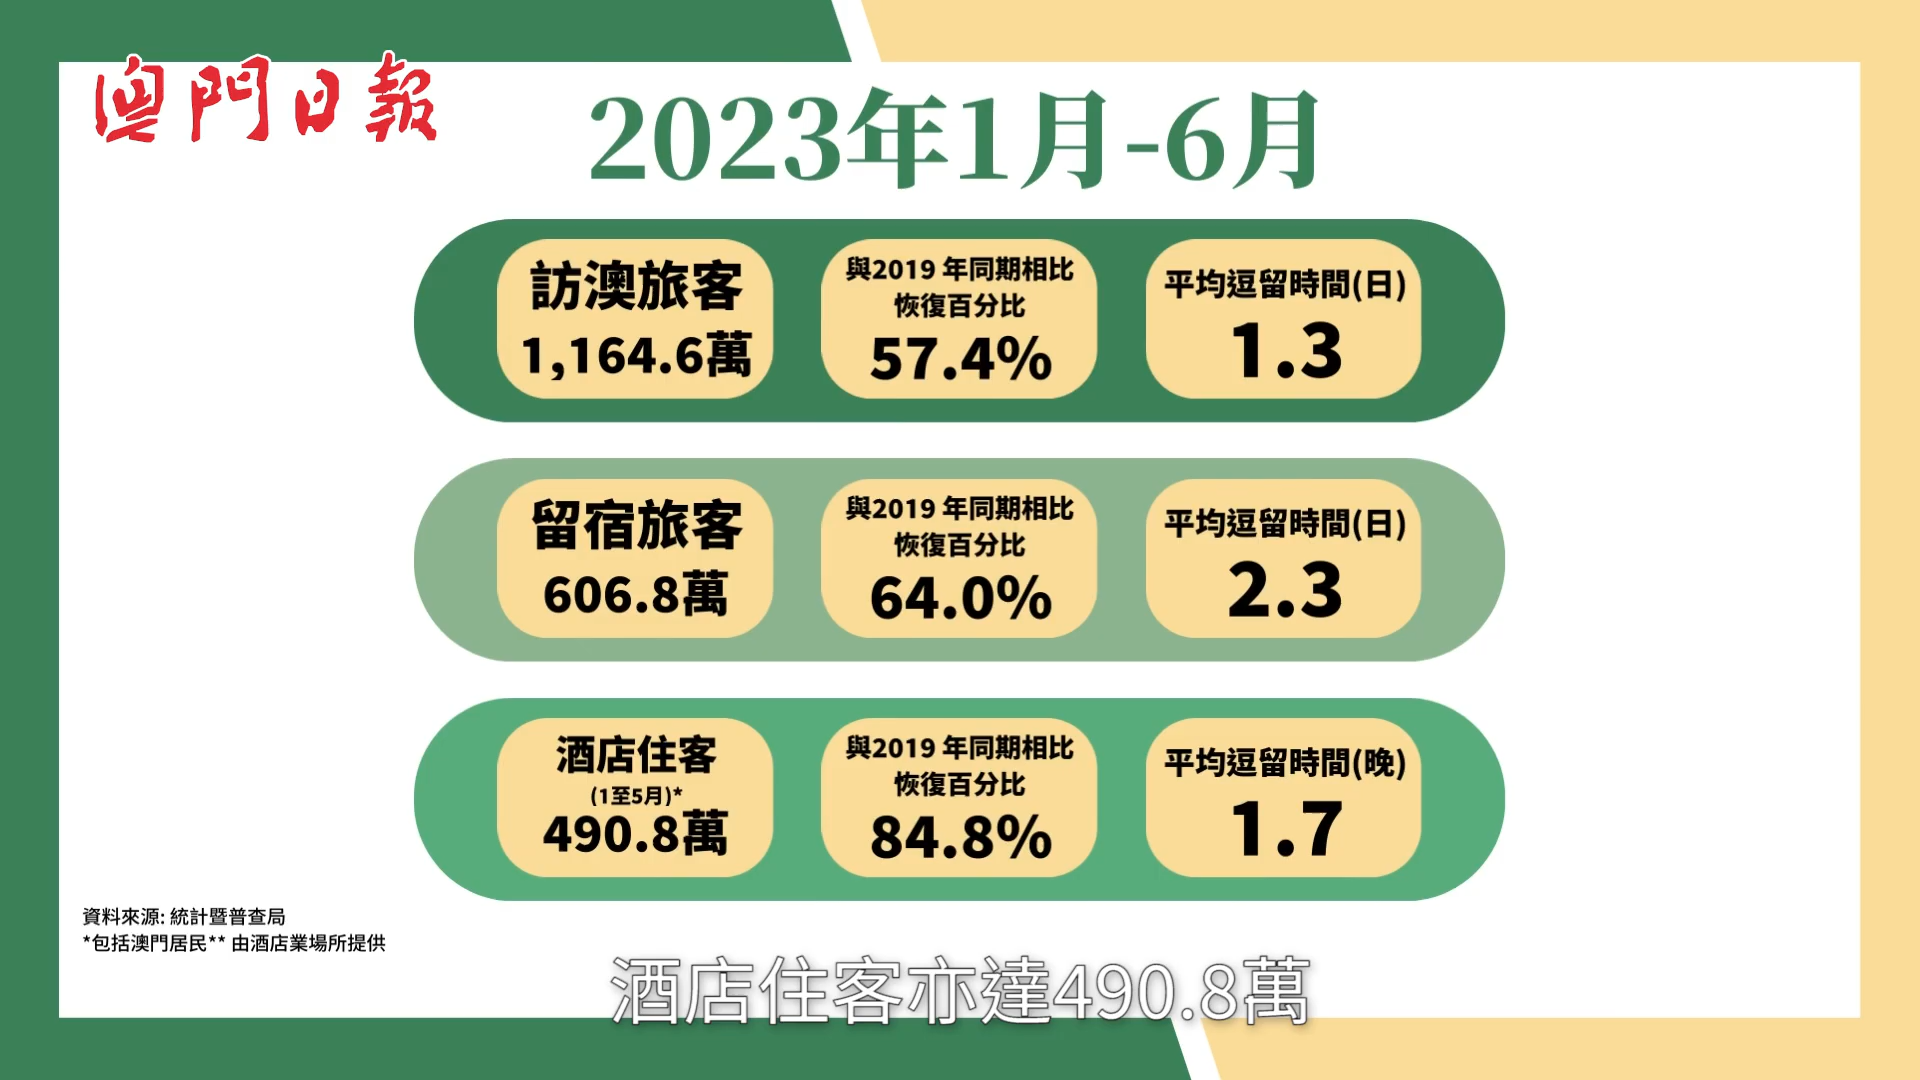 澳門日報
2023年1月-6月
訪澳旅客
1,164.6萬
與2019 年同期相比
恢復百分比
57.4%
平均逗留時間(日)
1.3
留宿旅客
606.8萬
與2019 年同期相比
恢復百分比
64.0%
平均逗留時間(日)
2.3
酒店住客
(1至5月)*
490.8萬
與2019 年同期相比
恢復百分比
84.8%
平均逗留時間(晚)
1.7
資料來源: 統計暨普查局
*包括澳門居民** 由酒店業場所提供
酒店住客亦達490.8萬